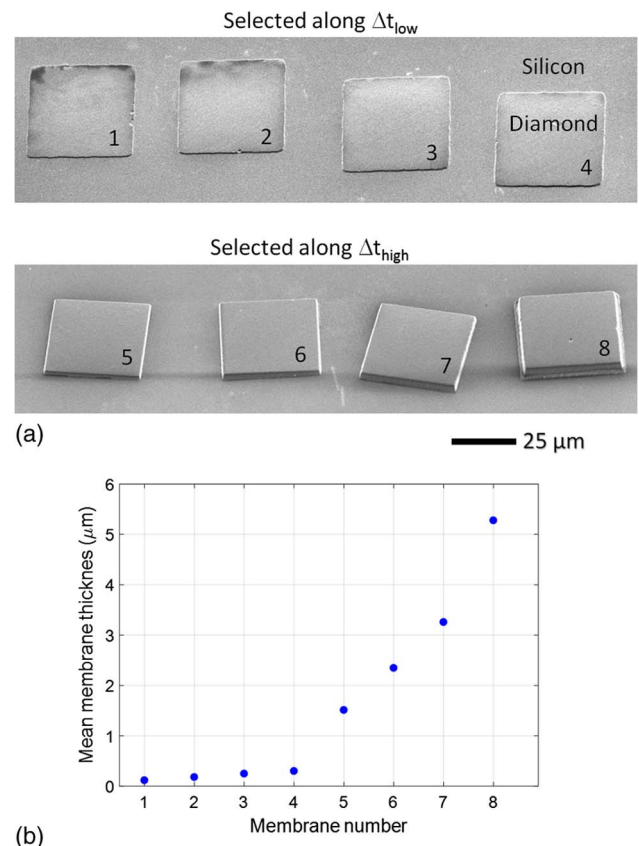 Selected along Δt_low
Silicon
Diamond
1
2
3
4
Selected along Δt_high
5
6
7
8
(a)
25 μm
6
5
4
3
2
1
0
Mean membrane thicknes (μm)
1 2 3 4 5 6 7 8
Membrane number
(b)